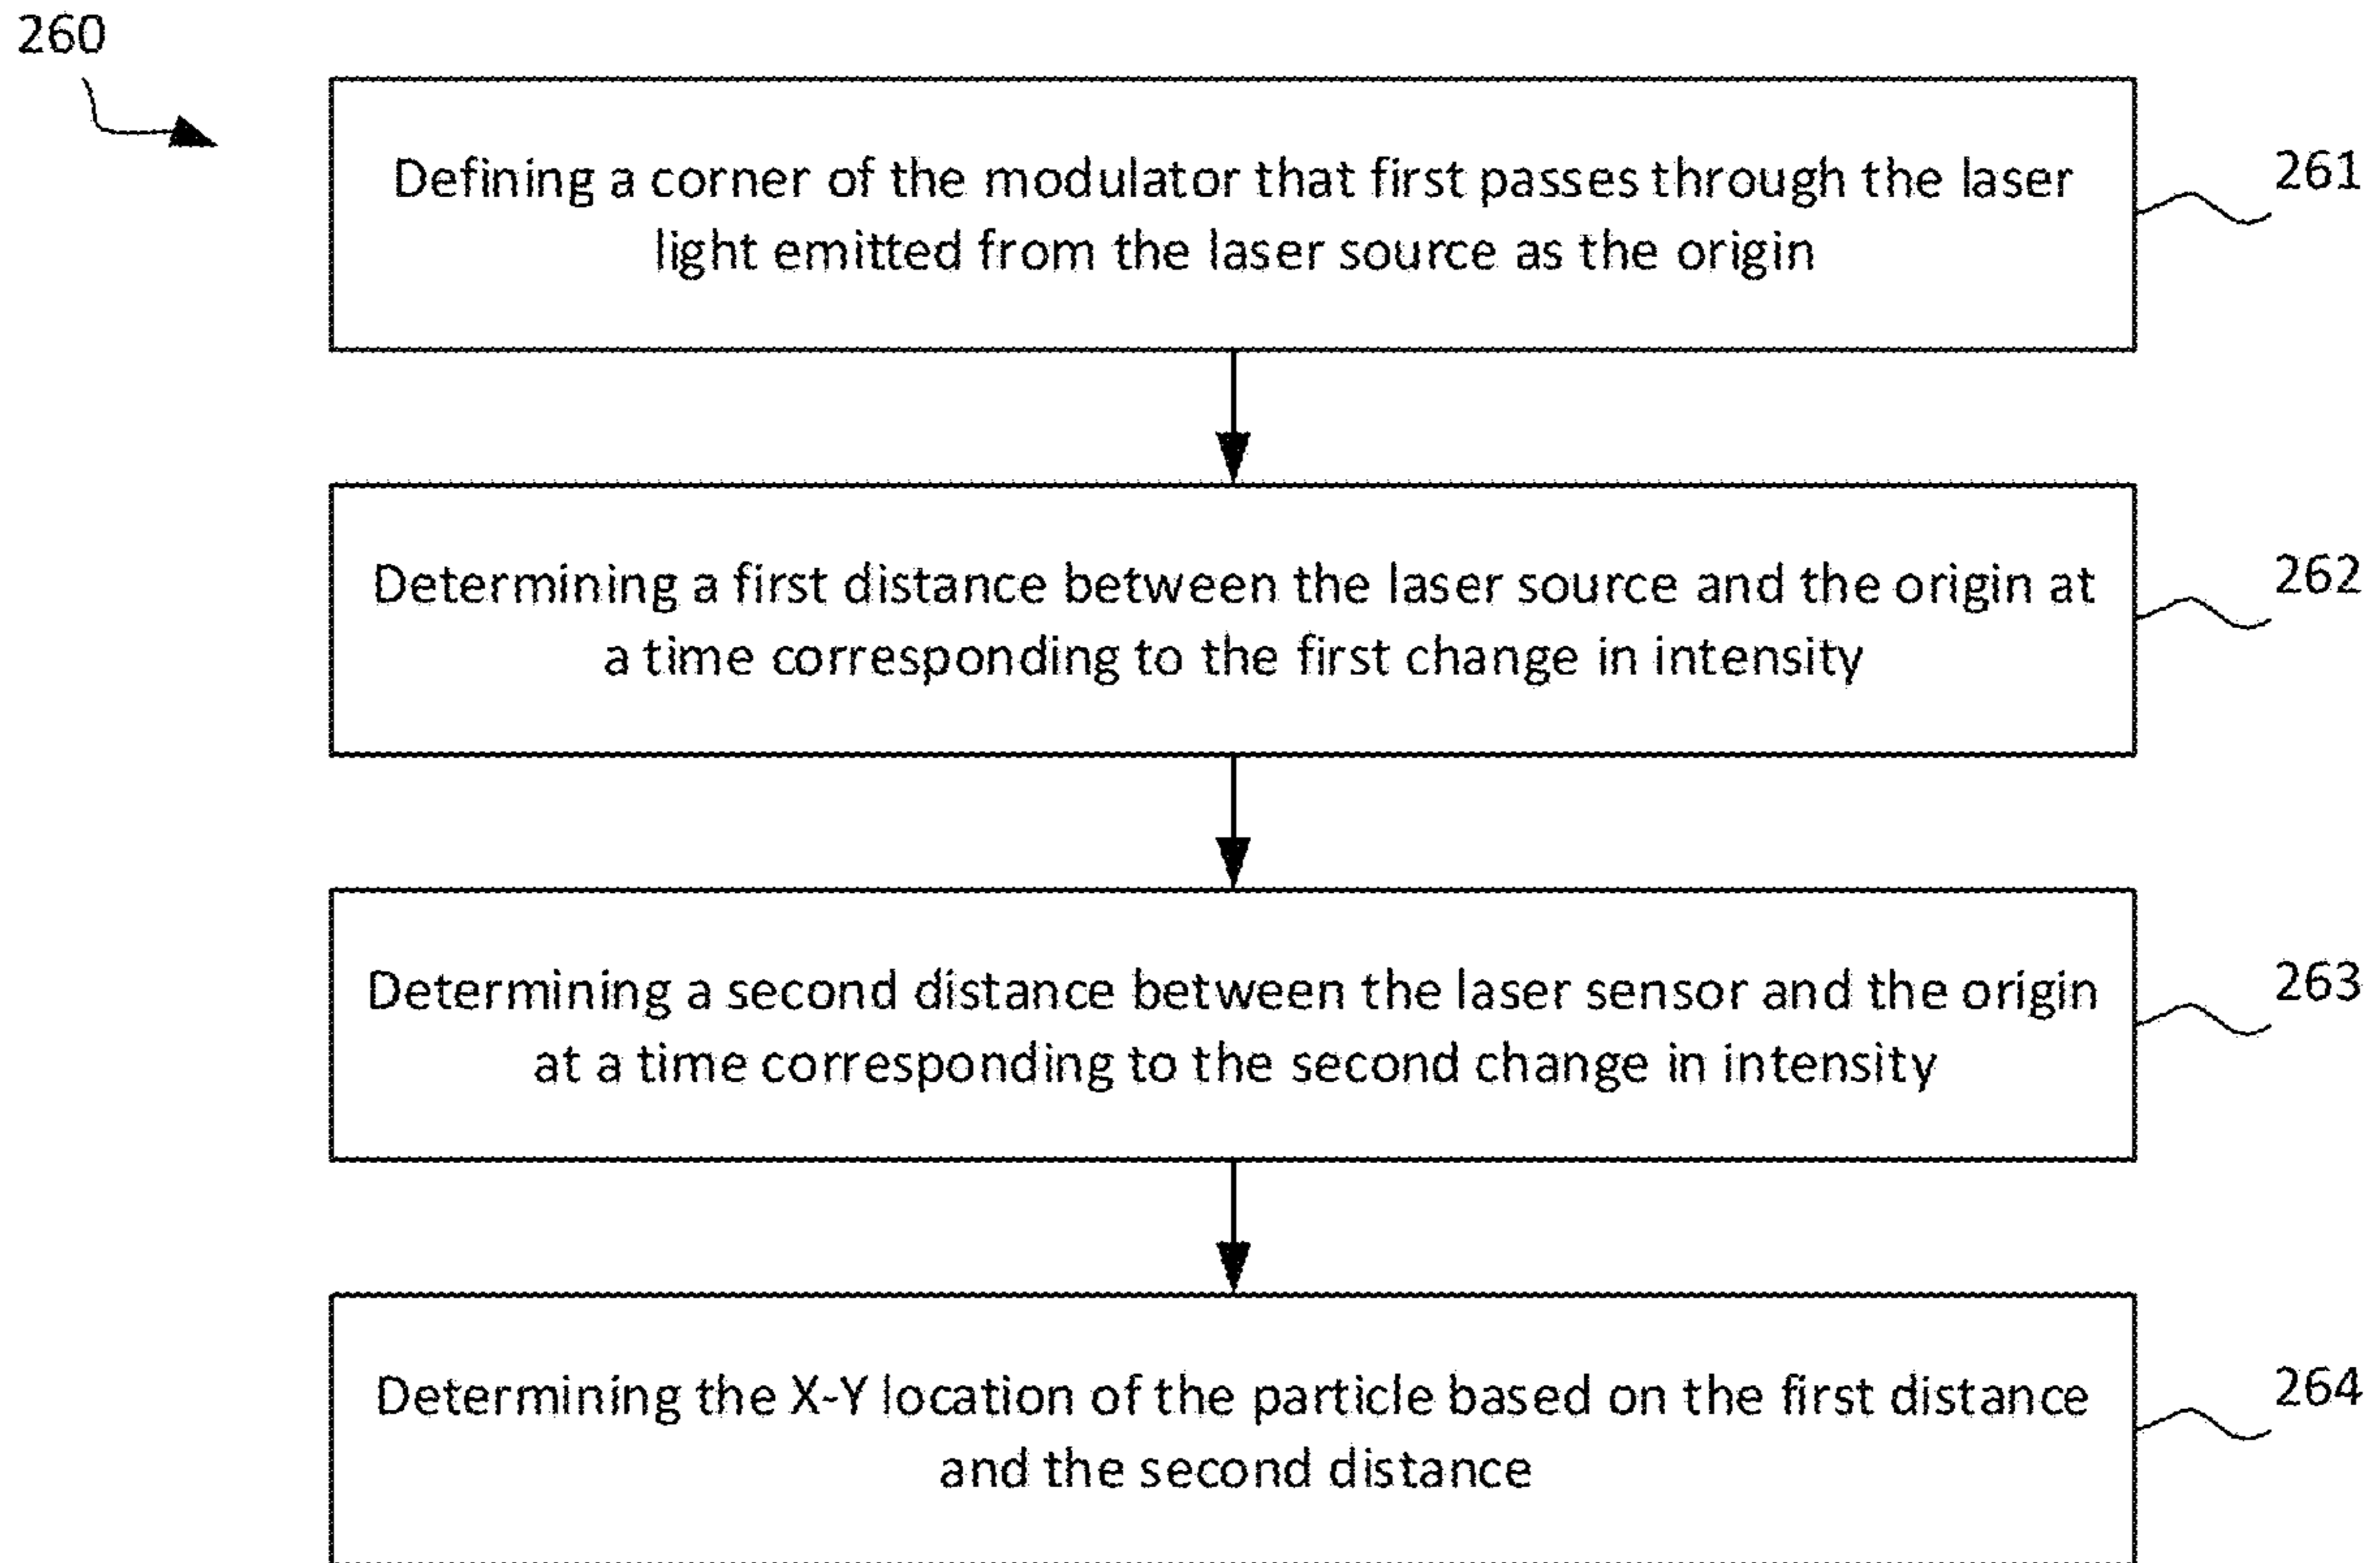 260
Defining a corner of the modulator that first passes through the laser
light emitted from the laser source as the origin
261
Determining a first distance between the laser source and the origin at
a time corresponding to the first change in intensity
262
Determining a second distance between the laser sensor and the origin
at a time corresponding to the second change in intensity
263
Determining the X-Y location of the particle based on the first distance
and the second distance
264